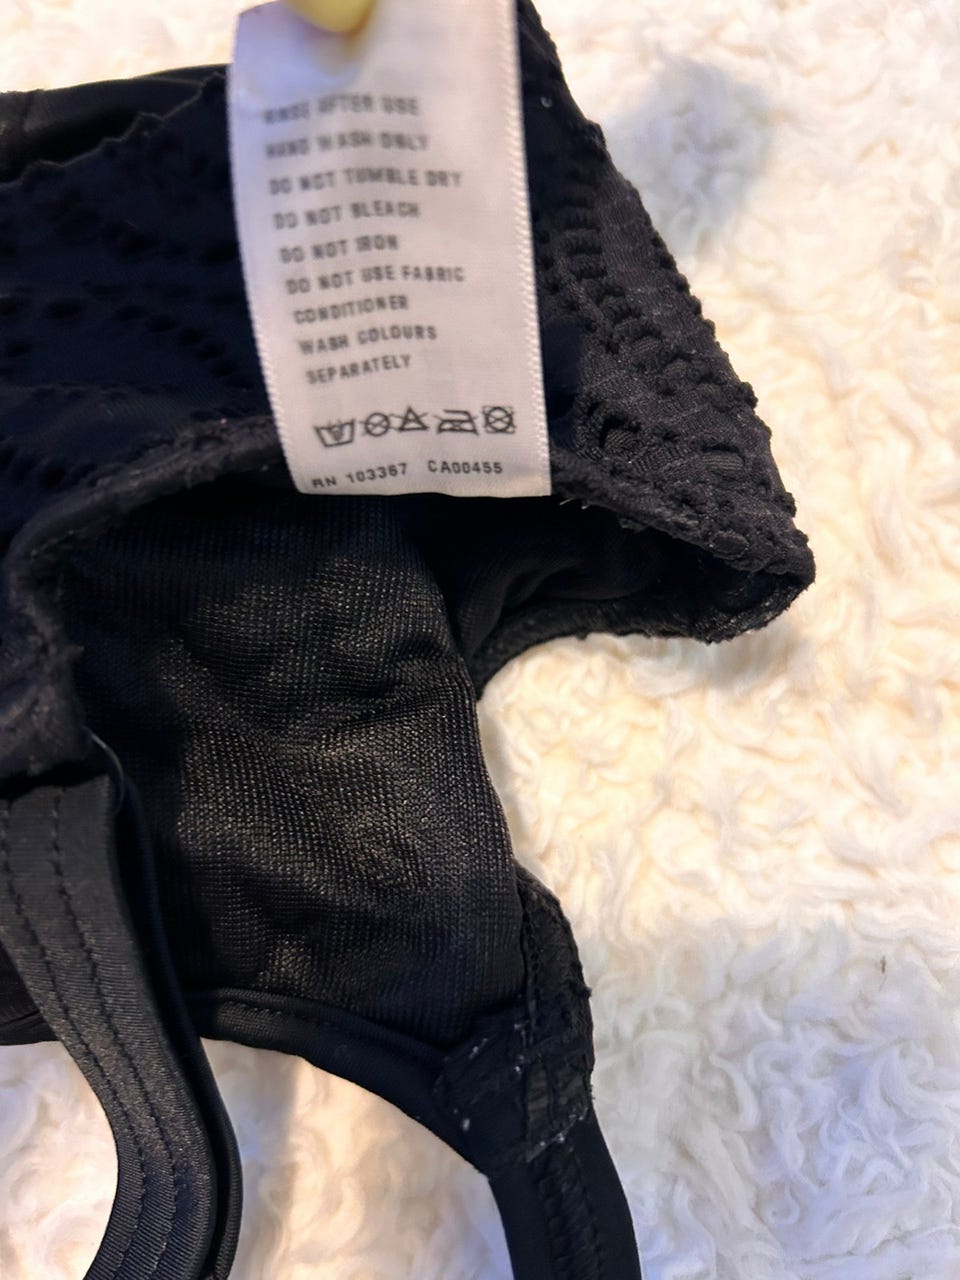 RINSE AFTER USE
HAND WASH ONLY
DO NOT TUMBLE DRY
DO NOT BLEACH
DO NOT IRON
DO NOT USE FABRIC
CONDITIONER
WASH COLOURS
SEPARATELY
RN 103367 CA00455